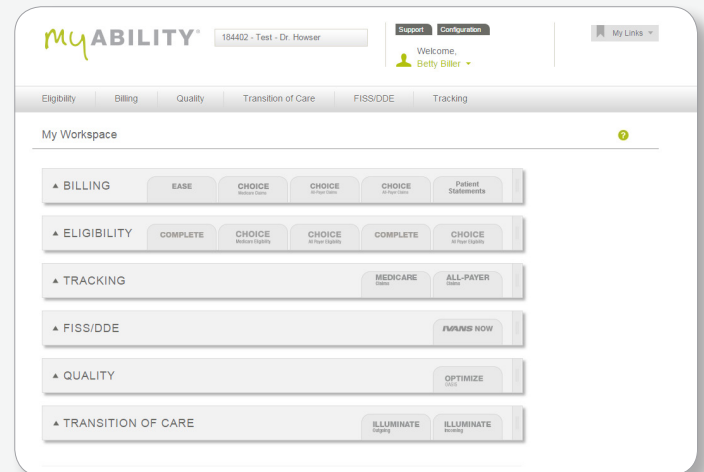 my ABILITY®
184402 - Test - Dr. Howser
Support Configuration
Welcome,
Betty Biller
My Links
Eligibility Billing Quality Transition of Care FISS/DDE Tracking
My Workspace ?
BILLING EASE CHOICE CHOICE CHOICE Patient Statements
Medicare Claims All-Payer Claims All-Payer Claims
ELIGIBILITY COMPLETE CHOICE CHOICE COMPLETE CHOICE
Medicare Eligibility All Payer Eligibility All Payer Eligibility
TRACKING MEDICARE ALL-PAYER
Claims Claims
FISS/DDE IVANS NOW
QUALITY OPTIMIZE
TRANSITION OF CARE ILLUMINATE ILLUMINATE
Outgoing Incoming